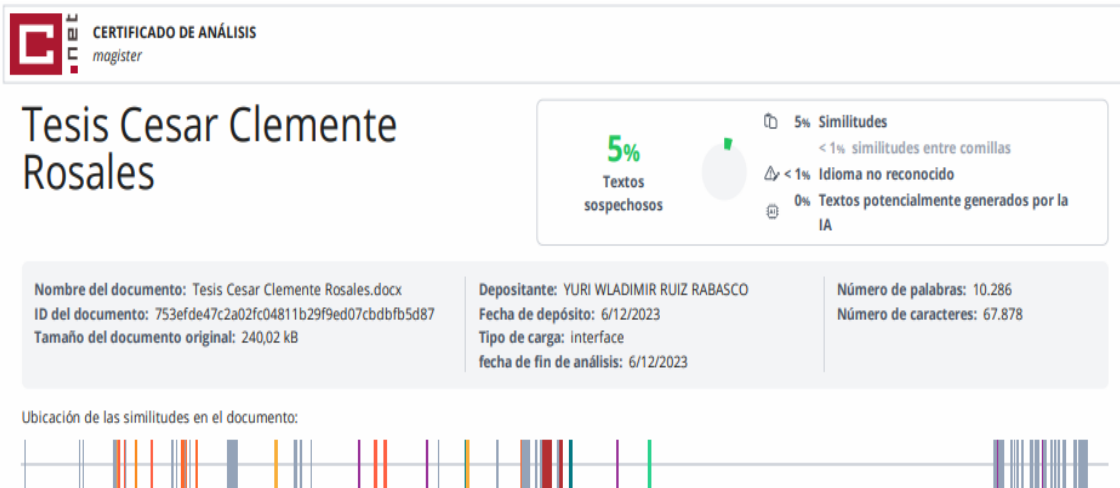 C
.net
CERTIFICADO DE ANÁLISIS
magister
Tesis Cesar Clemente
Rosales
5%
Textos
sospechosos
5% Similitudes
< 1% similitudes entre comillas
< 1% Idioma no reconocido
0% Textos potencialmente generados por la
AI
IA
Nombre del documento: Tesis Cesar Clemente Rosales.docx
ID del documento: 753efde47c2a02fc04811b29f9ed07cbdbfb5d87
Tamaño del documento original: 240,02 kB
Depositante: YURI WLADIMIR RUIZ RABASCO
Fecha de depósito: 6/12/2023
Tipo de carga: interface
fecha de fin de análisis: 6/12/2023
Número de palabras: 10.286
Número de caracteres: 67.878
Ubicación de las similitudes en el documento: